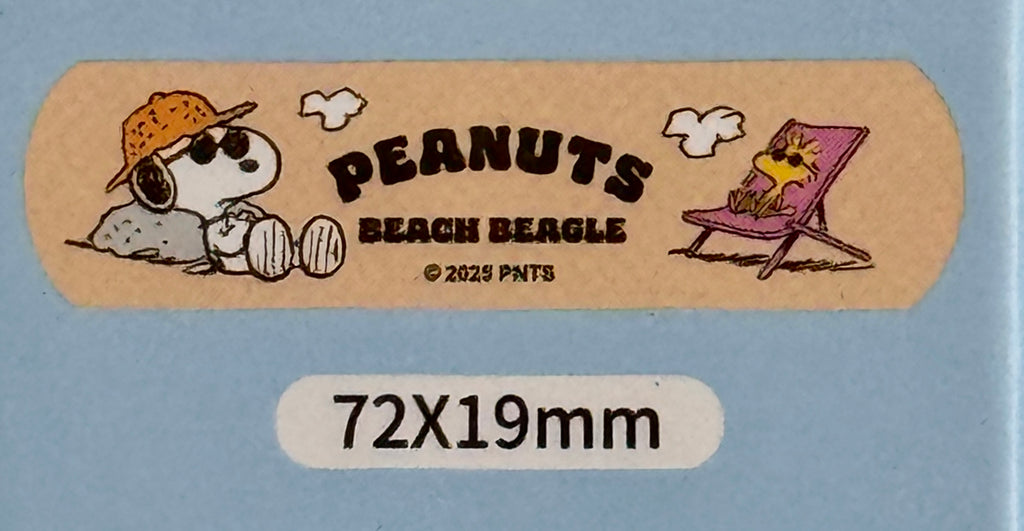 PEANUTS
BEACH BEAGLE
© 2025 PNTS
72X19mm